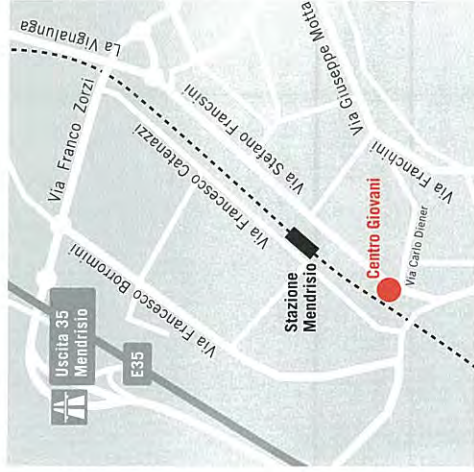 La Vignalunga
Via Franco Zorzi
Via Giuseppe Motta
Via Stefano Francsini
Via Francesco Catenazzi
Via Franchini
Via Francesco Borromini
Uscita 35
Mendrisio
E35
Stazione
Mendrisio
Centro Giovani
Via Carlo Diener